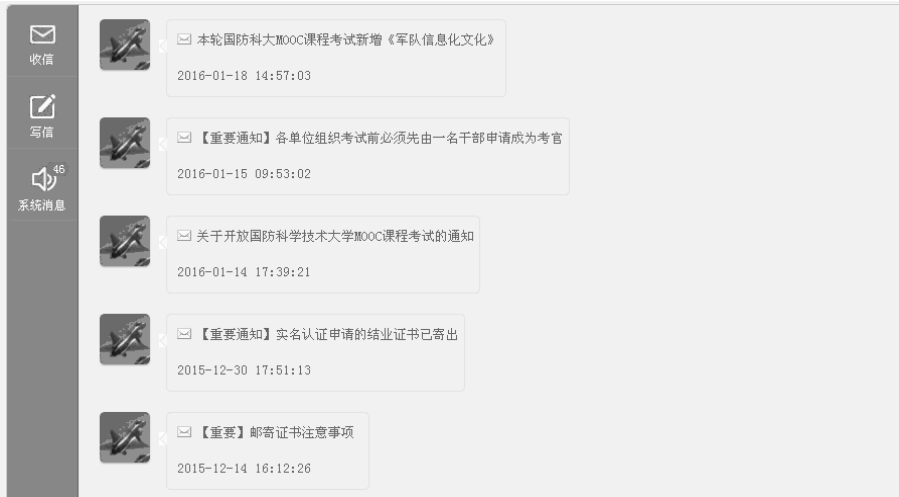 收信
写信
46
系统消息
本轮国防科大MOOC课程考试新增《军队信息化文化》
2016-01-18 14:57:03
【重要通知】各单位组织考试前必须先由一名干部申请成为考官
2016-01-15 09:53:02
关于开放国防科学技术大学MOOC课程考试的通知
2016-01-14 17:39:21
【重要通知】实名认证申请的结业证书已寄出
2015-12-30 17:51:13
【重要】邮寄证书注意事项
2015-12-14 16:12:26